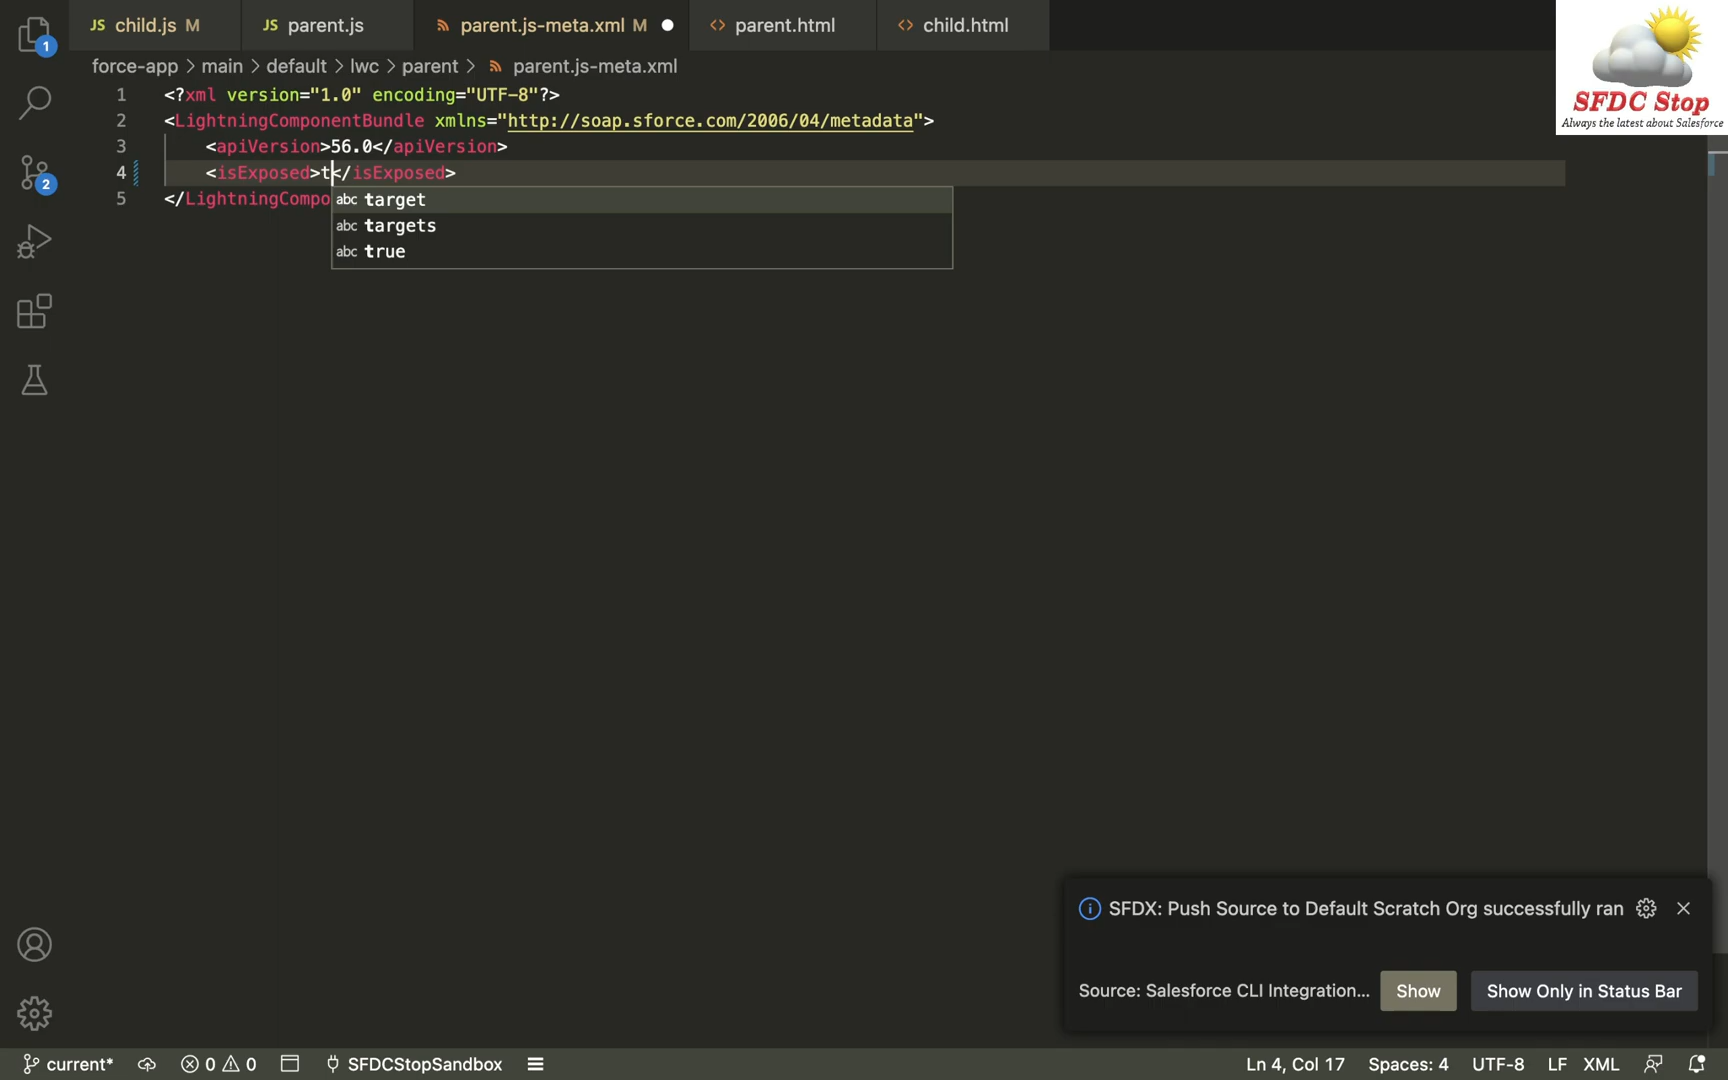 JS child.js M
JS parent.js
parent.js-meta.xml M
<> parent.html
<> child.html
SFDC Stop
Always the latest about Salesforce
force-app > main > default > lwc > parent > parent.js-meta.xml
1 <?xml version="1.0" encoding="UTF-8"?>
2 <LightningComponentBundle xmlns="http://soap.sforce.com/2006/04/metadata">
3 <apiVersion>56.0</apiVersion>
4 <isExposed>t</isExposed>
5 </LightningCompo
abc target
abc targets
abc true
1
2
SFDX: Push Source to Default Scratch Org successfully ran
Source: Salesforce CLI Integration...
Show
Show Only in Status Bar
current*
0 0
SFDCStopSandbox
Ln 4, Col 17
Spaces: 4
UTF-8
LF
XML